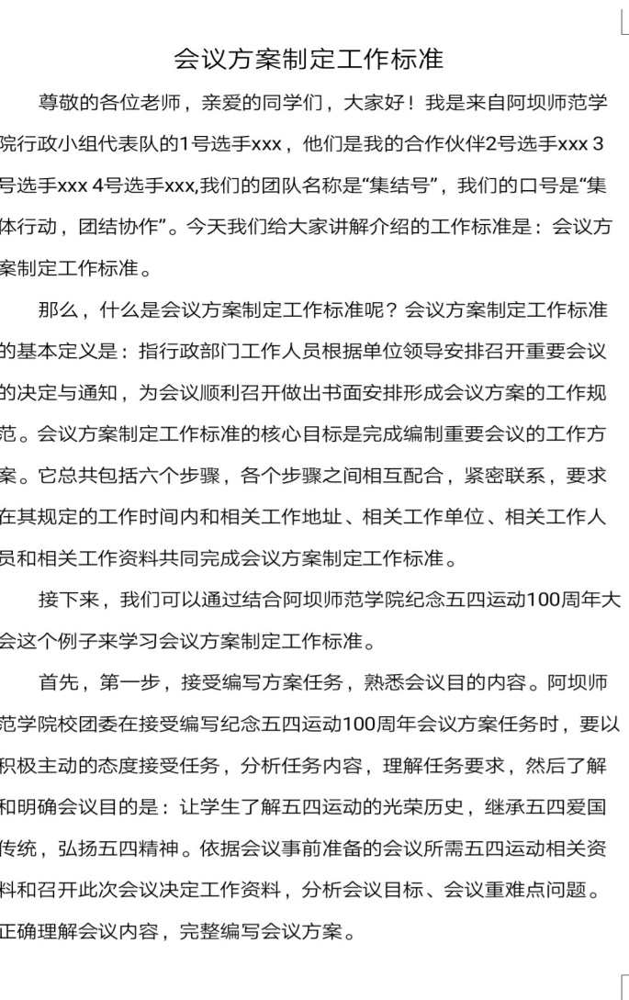 会议方案制定工作标准
尊敬的各位老师，亲爱的同学们，大家好！我是来自阿坝师范学
院行政小组代表队的1号选手xxx，他们是我的合作伙伴2号选手xxx 3
号选手xxx 4号选手xxx,我们的团队名称是“集结号”，我们的口号是“集
体行动，团结协作”。今天我们给大家讲解介绍的工作标准是：会议方
案制定工作标准。
那么，什么是会议方案制定工作标准呢？会议方案制定工作标准
的基本定义是：指行政部门工作人员根据单位领导安排召开重要会议
的决定与通知，为会议顺利召开做出书面安排形成会议方案的工作规
范。会议方案制定工作标准的核心目标是完成编制重要会议的工作方
案。它总共包括六个步骤，各个步骤之间相互配合，紧密联系，要求
在其规定的工作时间内和相关工作地址、相关工作单位、相关工作人
员和相关工作资料共同完成会议方案制定工作标准。
接下来，我们可以通过结合阿坝师范学院纪念五四运动100周年大
会这个例子来学习会议方案制定工作标准。
首先，第一步，接受编写方案任务，熟悉会议目的内容。阿坝师
范学院校团委在接受编写纪念五四运动100周年会议方案任务时，要以
积极主动的态度接受任务，分析任务内容，理解任务要求，然后了解
和明确会议目的是：让学生了解五四运动的光荣历史，继承五四爱国
传统，弘扬五四精神。依据会议事前准备的会议所需五四运动相关资
料和召开此次会议决定工作资料，分析会议目标、会议重难点问题。
正确理解会议内容，完整编写会议方案。